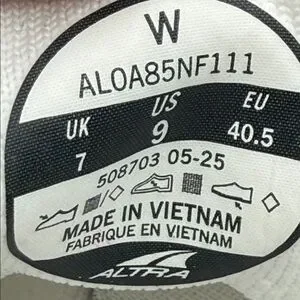 W
AL0A85NF111
UK US EU
7 9 40.5
508703 05-25
MADE IN VIETNAM
FABRIQUE EN VIETNAM
ALTRA